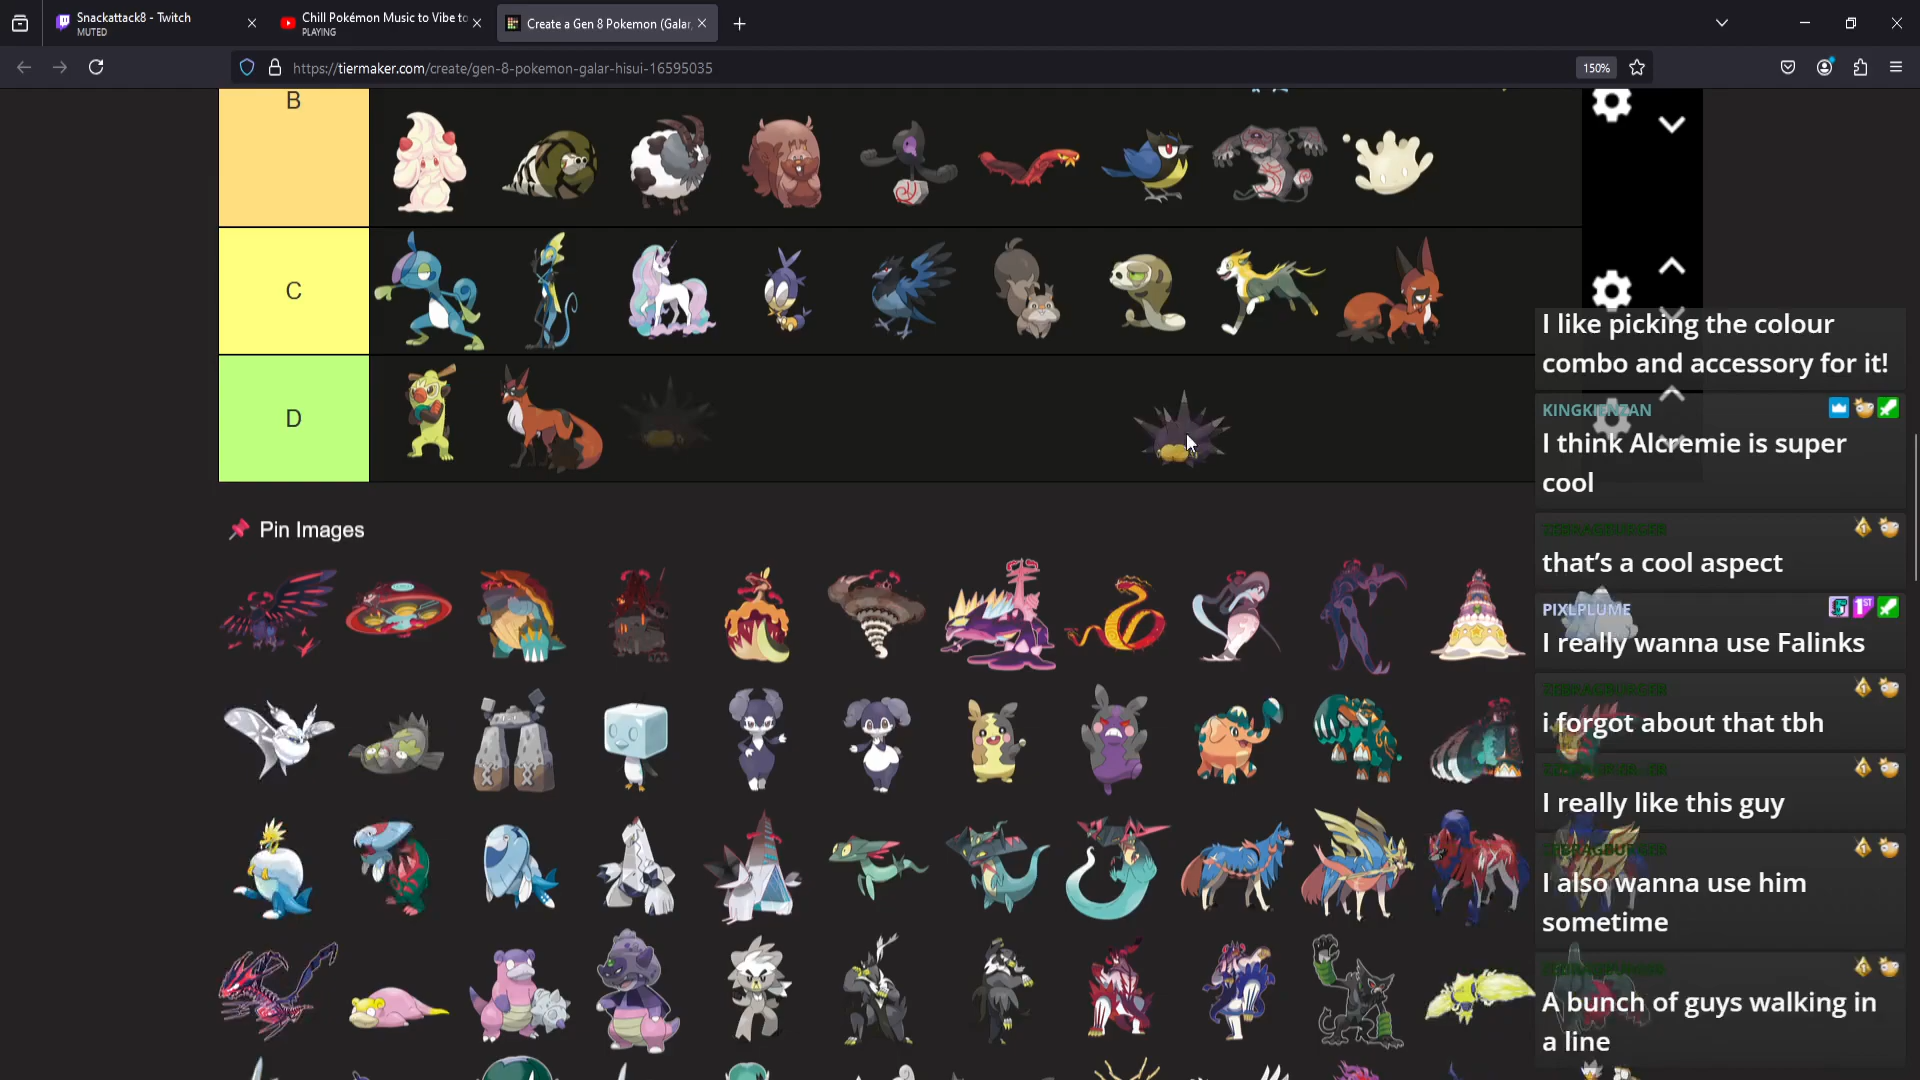 Snackattack8 - Twitch
MUTED
Chill Pokémon Music to Vibe to
PLAYING
Create a Gen 8 Pokemon (Galar,
https://tiermaker.com/create/gen-8-pokemon-galar-hisui-16595035
150%
B
C
D
Pin Images
I like picking the colour
combo and accessory for it!
KINGKIENZAN
I think Alcremie is super
cool
that's a cool aspect
PIXLPLUME
1ST
I really wanna use Falinks
i forgot about that tbh
I really like this guy
I also wanna use him
sometime
A bunch of guys walking in
a line